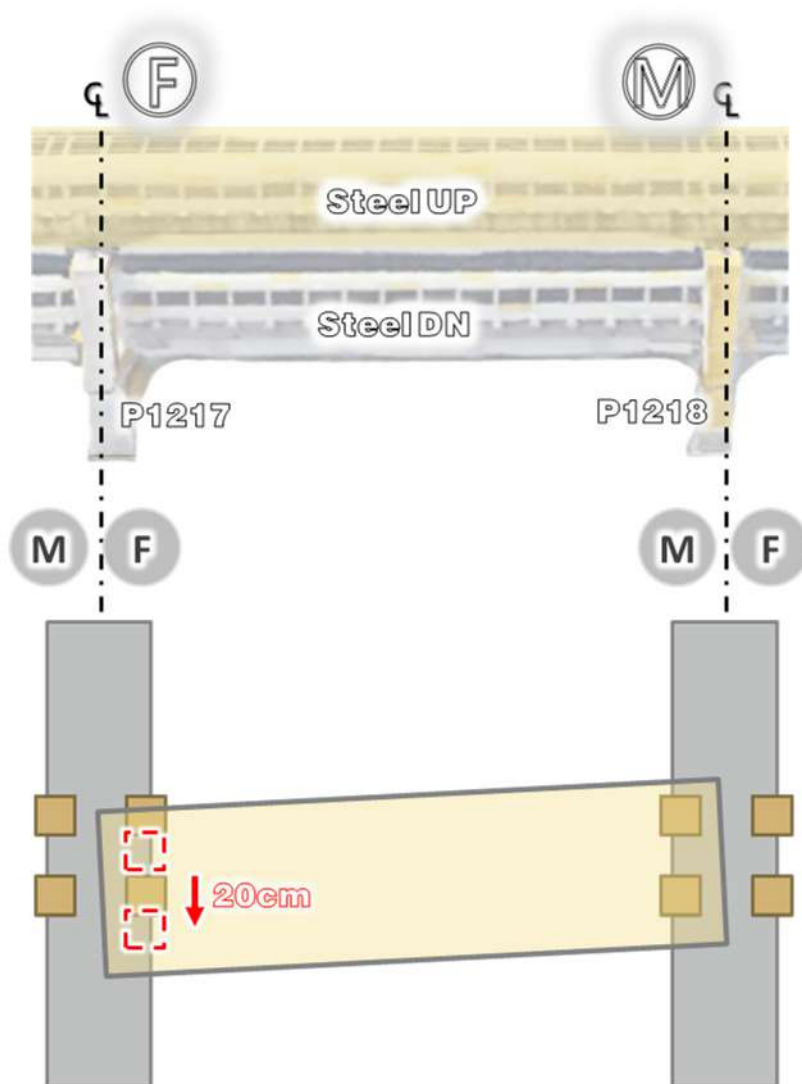 ℄ F M ℄
Steel UP
Steel DN
P1217 P1218
M F M F
20cm